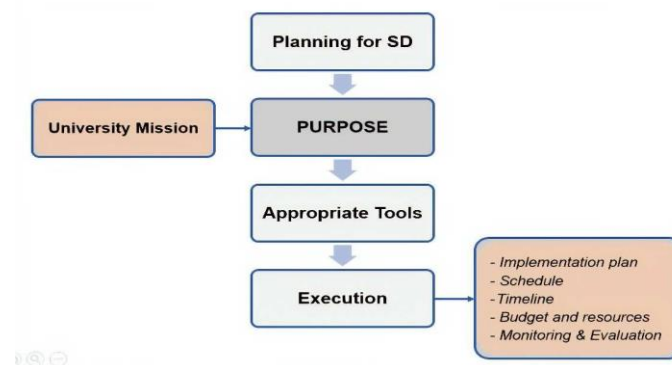 Planning for SD
University Mission
PURPOSE
Appropriate Tools
Execution
- Implementation plan
- Schedule
-Timeline
- Budget and resources
- Monitoring & Evaluation